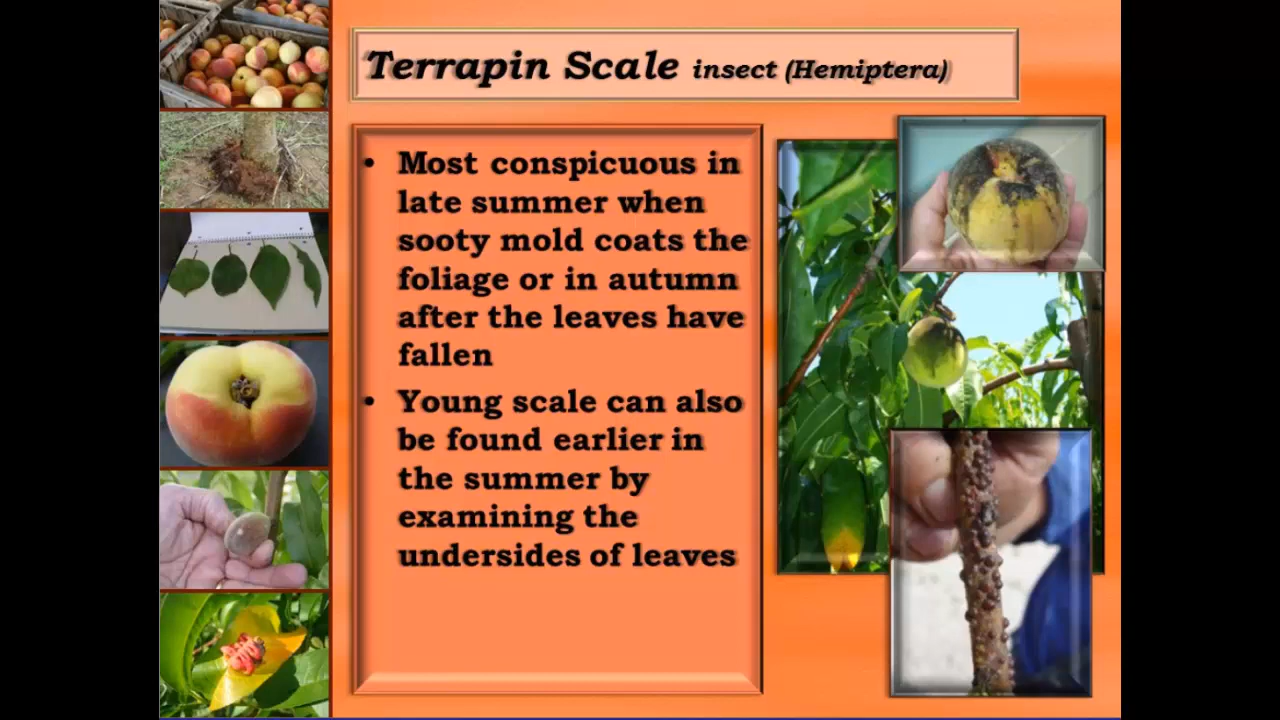 Terrapin Scale insect (Hemiptera)
• Most conspicuous in
late summer when
sooty mold coats the
foliage or in autumn
after the leaves have
fallen
• Young scale can also
be found earlier in
the summer by
examining the
undersides of leaves